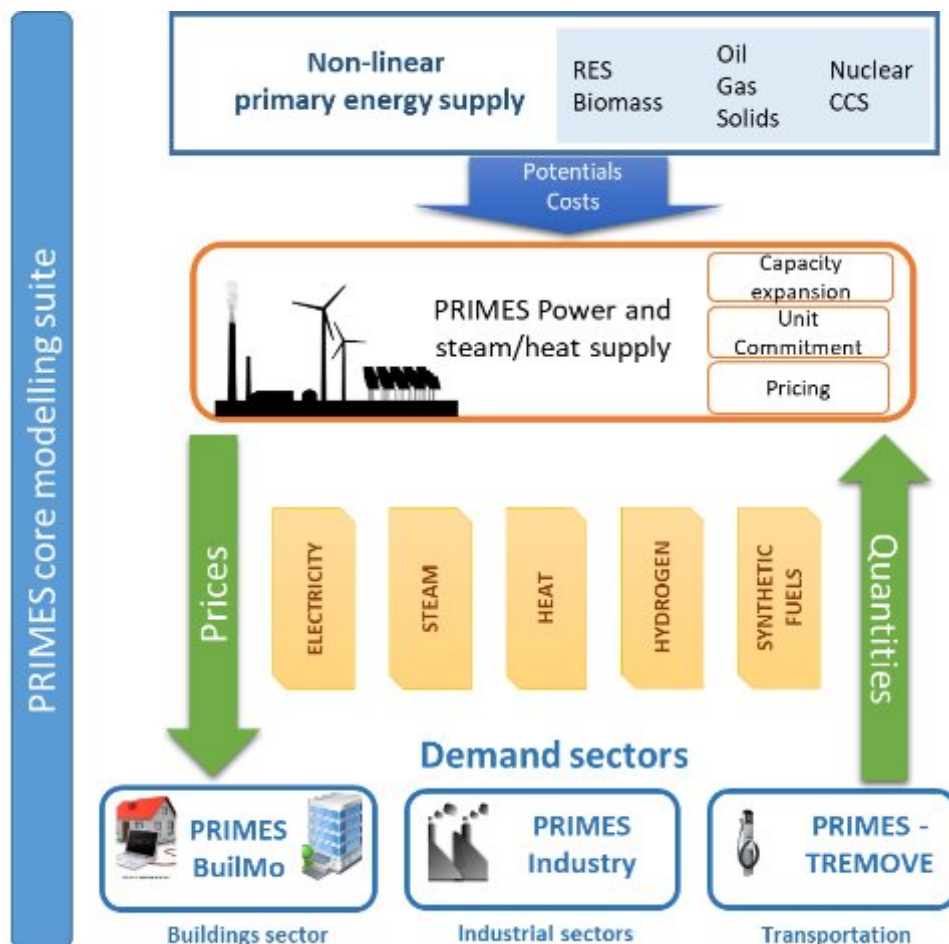 PRIMES core modelling suite
Non-linear
primary energy supply
RES
Biomass
Oil
Gas
Solids
Nuclear
CCS
Potentials
Costs
PRIMES Power and
steam/heat supply
Capacity
expansion
Unit
Commitment
Pricing
Prices
ELECTRICITY
STEAM
HEAT
HYDROGEN
SYNTHETIC
FUELS
Quantities
Demand sectors
PRIMES
BuilMo
PRIMES
Industry
PRIMES -
TREMOVE
Buildings sector
Industrial sectors
Transportation